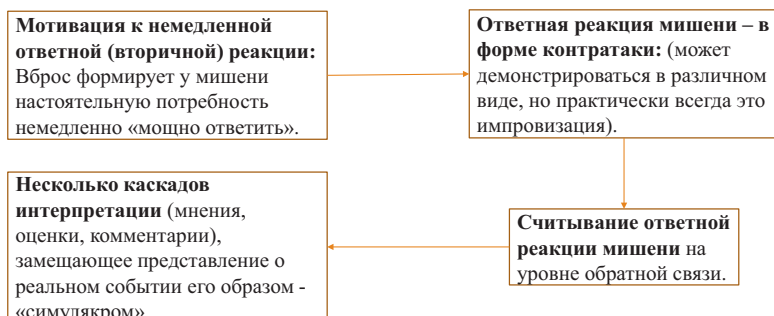 Мотивация к немедленной
ответной (вторичной) реакции:
Вброс формирует у мишени
настоятельную потребность
немедленно «мощно ответить».
Ответная реакция мишени – в
форме контратаки: (может
демонстрироваться в различном
виде, но практически всегда это
импровизация).
Считывание ответной
реакции мишени на
уровне обратной связи.
Несколько каскадов
интерпретации (мнения,
оценки, комментарии),
замещающее представление о
реальном событии его образом -
«симулякром»